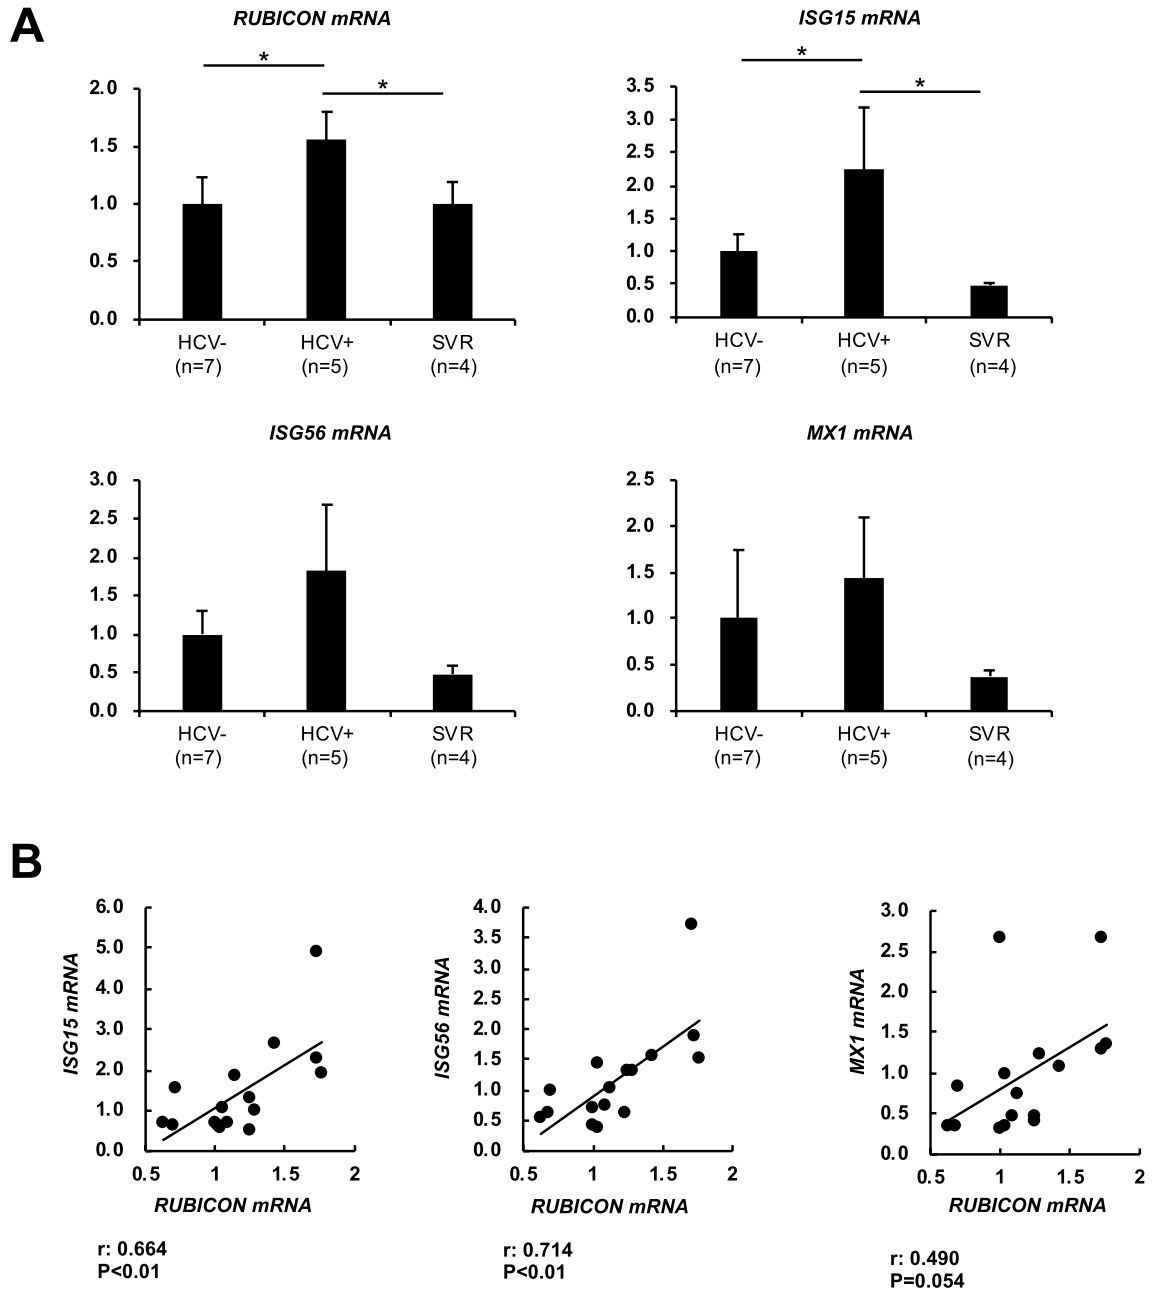 A
RUBICON mRNA
*
*
2.0
1.5
1.0
0.5
0.0
HCV-
(n=7)
HCV+
(n=5)
SVR
(n=4)
ISG15 mRNA
*
*
3.5
3.0
2.5
2.0
1.5
1.0
0.5
0.0
HCV-
(n=7)
HCV+
(n=5)
SVR
(n=4)
ISG56 mRNA
3.0
2.5
2.0
1.5
1.0
0.5
0.0
HCV-
(n=7)
HCV+
(n=5)
SVR
(n=4)
MX1 mRNA
2.5
2.0
1.5
1.0
0.5
0.0
HCV-
(n=7)
HCV+
(n=5)
SVR
(n=4)
B
ISG15 mRNA
6.0
5.0
4.0
3.0
2.0
1.0
0.0
0.5
1
1.5
2
RUBICON mRNA
r: 0.664
P<0.01
ISG56 mRNA
4.0
3.5
3.0
2.5
2.0
1.5
1.0
0.5
0.0
0.5
1
1.5
2
RUBICON mRNA
r: 0.714
P<0.01
MX1 mRNA
3.0
2.5
2.0
1.5
1.0
0.5
0.0
0.5
1
1.5
2
RUBICON mRNA
r: 0.490
P=0.054